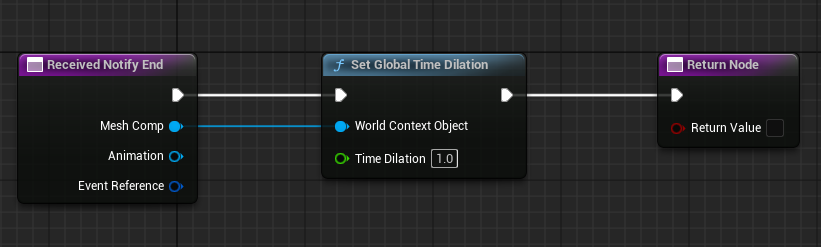 Received Notify End
Mesh Comp
Animation
Event Reference
f Set Global Time Dilation
World Context Object
Time Dilation 1.0
Return Node
Return Value